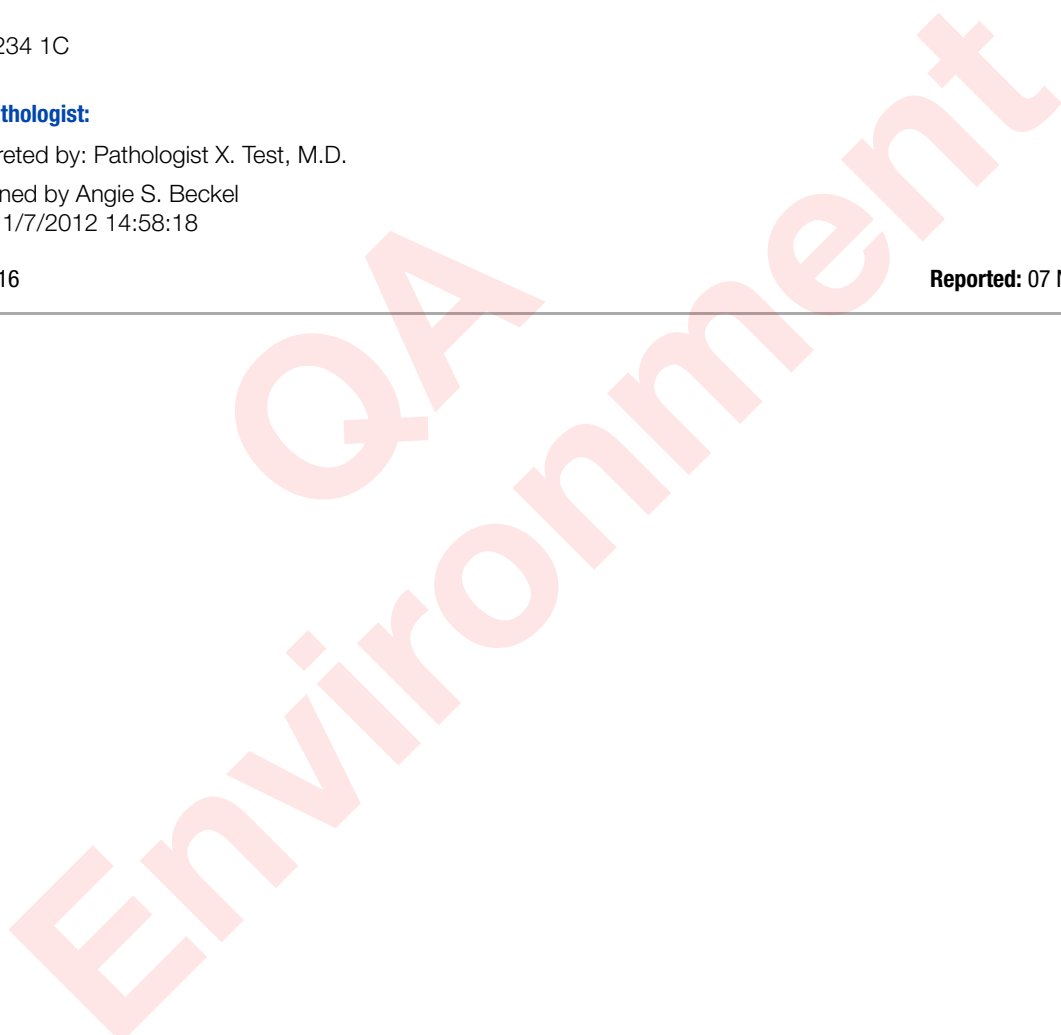 234 1C
thologist:
reted by: Pathologist X. Test, M.D.
ned by Angie S. Beckel
1/7/2012 14:58:18
16 Reported: 07 N
QA
Environment